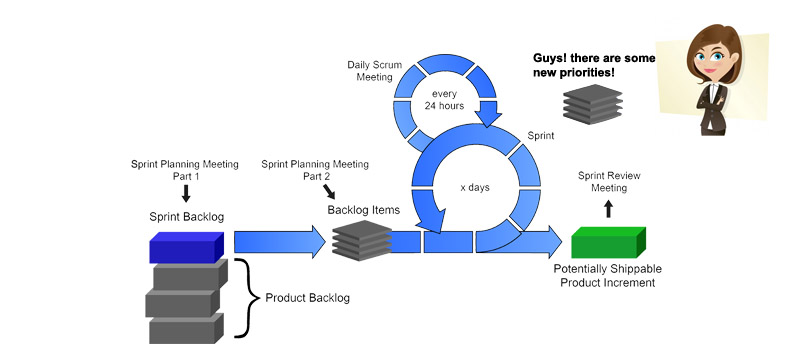 Guys! there are some
new priorities!
Daily Scrum
Meeting
every
24 hours
Sprint
Sprint Planning Meeting
Part 1
Sprint Planning Meeting
Part 2
x days
Sprint Review
Meeting
Sprint Backlog
Backlog Items
Potentially Shippable
Product Increment
Product Backlog